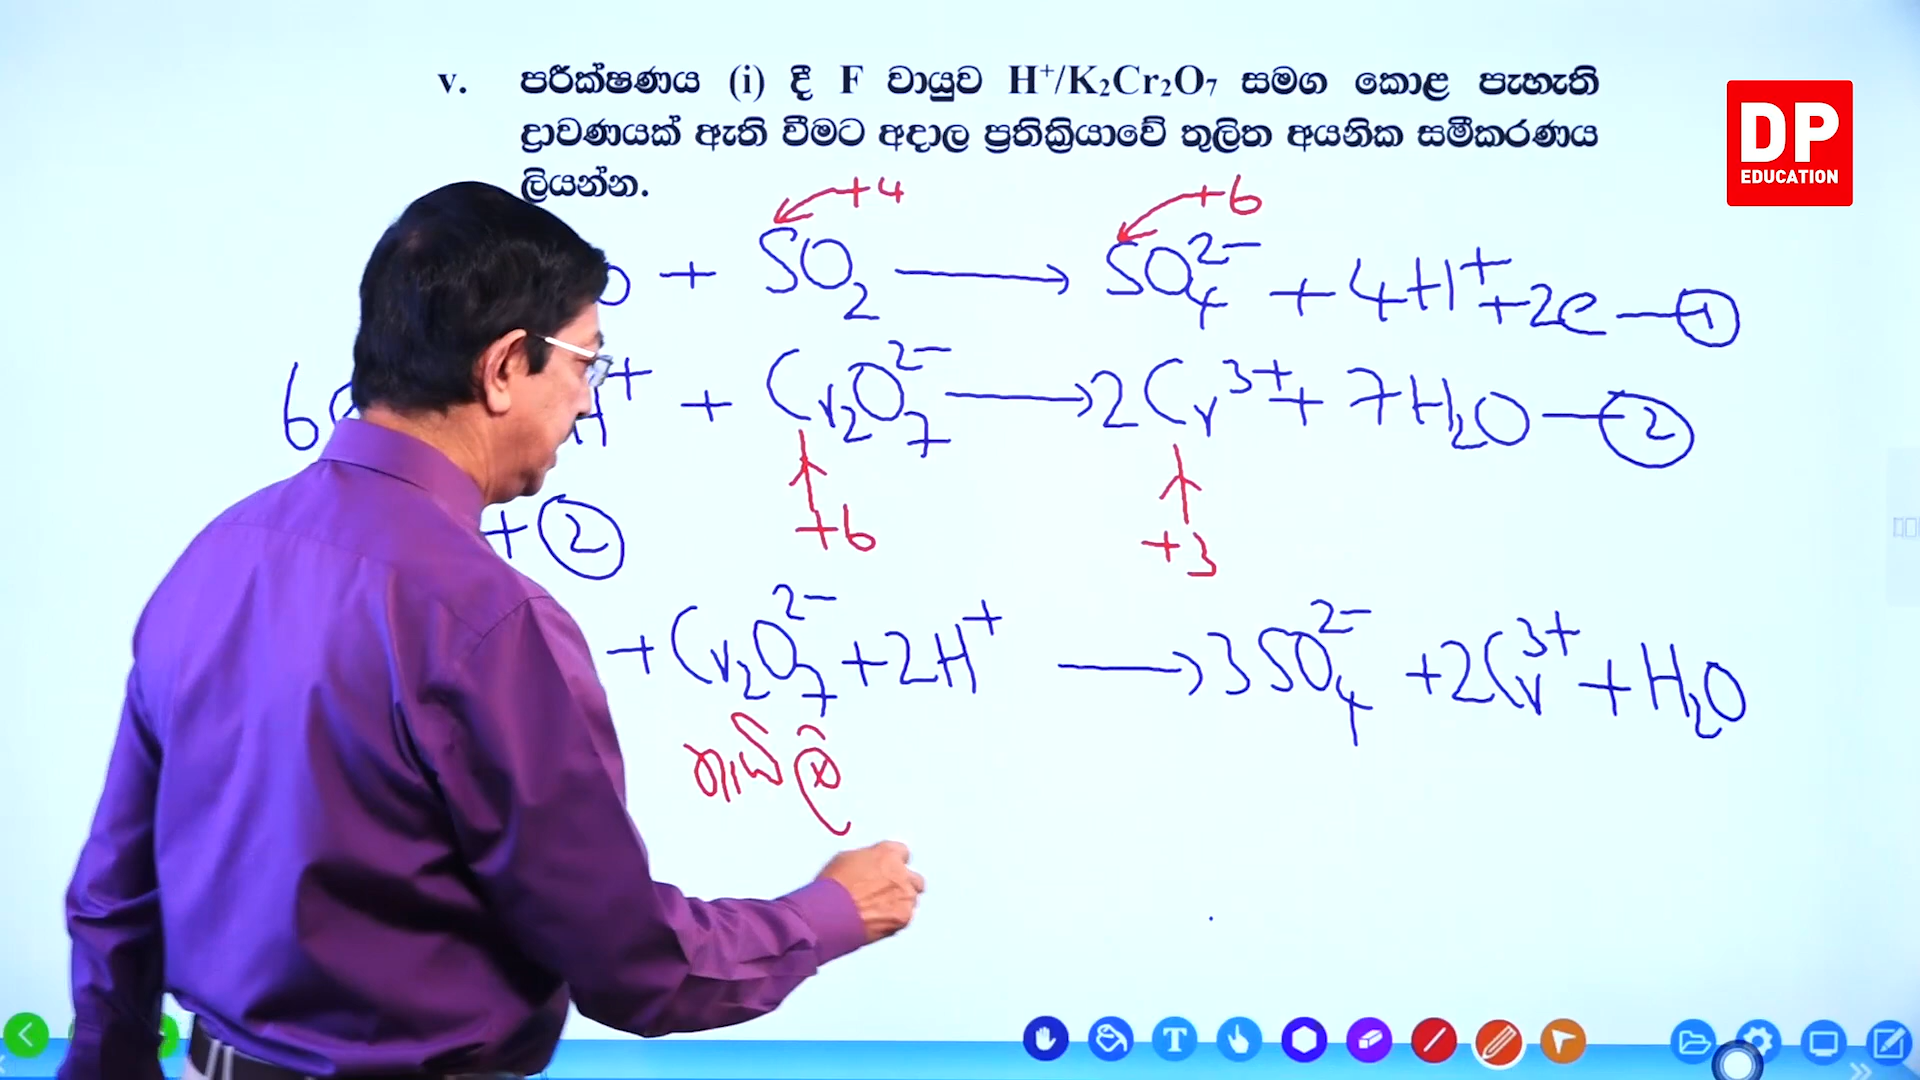 v. පරීක්ෂණය (i) දී F වායුව H⁺/K₂Cr₂O₇ සමග කොළ පැහැති
ද්‍රාවණයක් ඇති වීමට අදාල ප්‍රතික්‍රියාවේ තුලිත අයනික සමීකරණය
ලියන්න.
DP
EDUCATION
+4 +6
O + SO₂ → SO₄²⁻ + 4H⁺ + 2e — ①
6 H⁺ + Cr₂O₇²⁻ → 2Cr³⁺ + 7H₂O — ②
+6 +3
+ ②
+ Cr₂O₇²⁻ + 2H⁺ → 3SO₄²⁻ + 2Cr³⁺ + H₂O